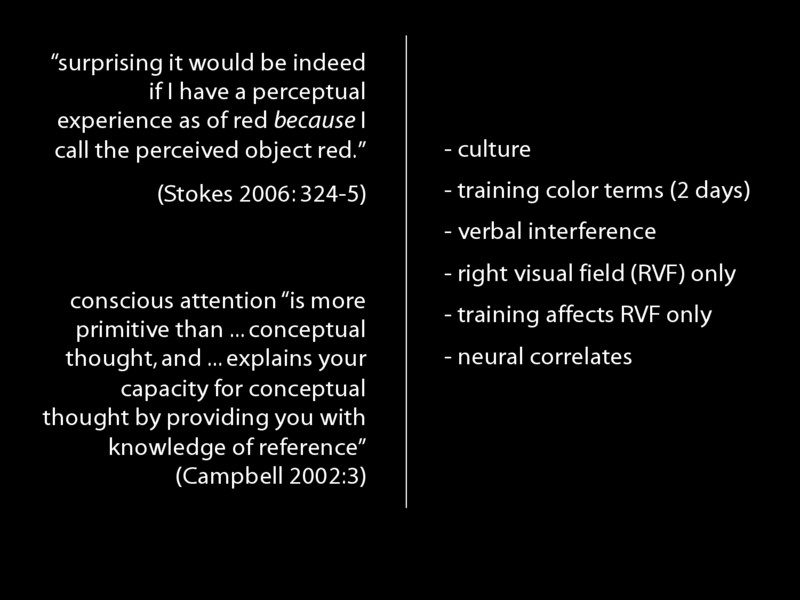 “surprising it would be indeed
if I have a perceptual
experience as of red because I
call the perceived object red.”
(Stokes 2006: 324-5)
conscious attention “is more
primitive than ... conceptual
thought, and ... explains your
capacity for conceptual
thought by providing you with
knowledge of reference”
(Campbell 2002:3)
- culture
- training color terms (2 days)
- verbal interference
- right visual field (RVF) only
- training affects RVF only
- neural correlates